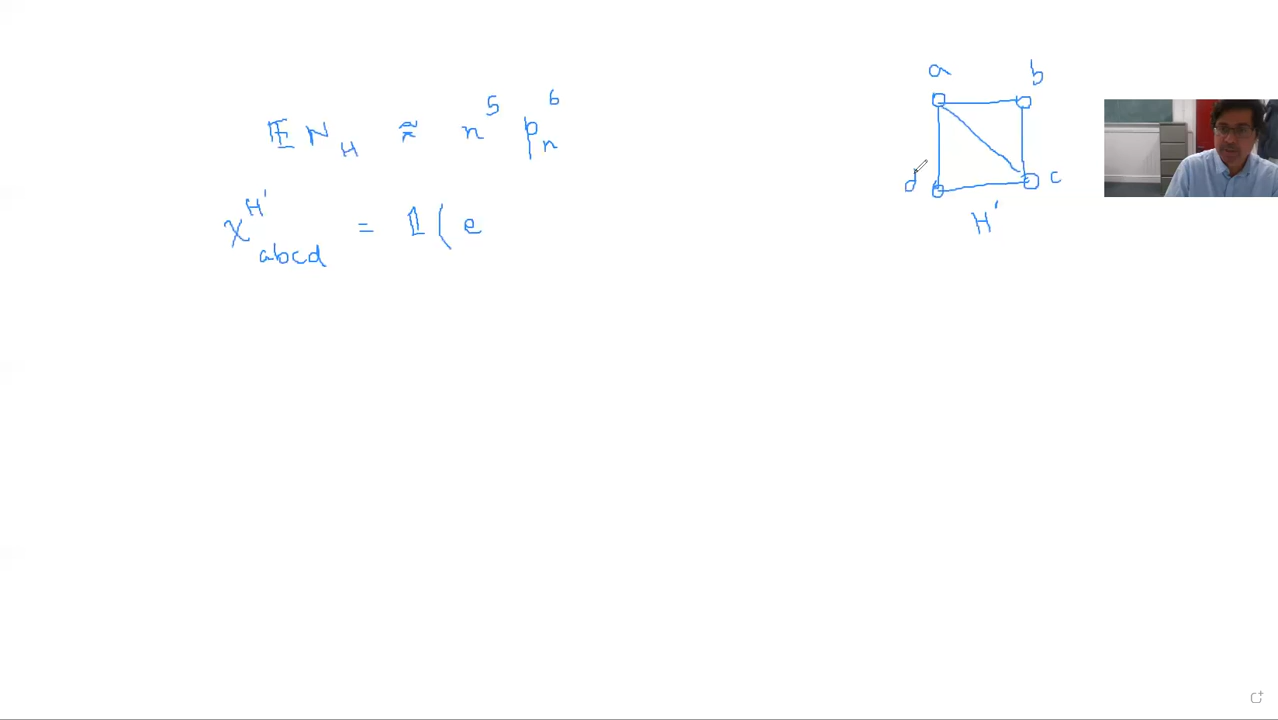 𝔼 N_H ≈ n^5 p_n^6
χ^{H'}_{abcd} = 𝟙( e
a b
d c
H'